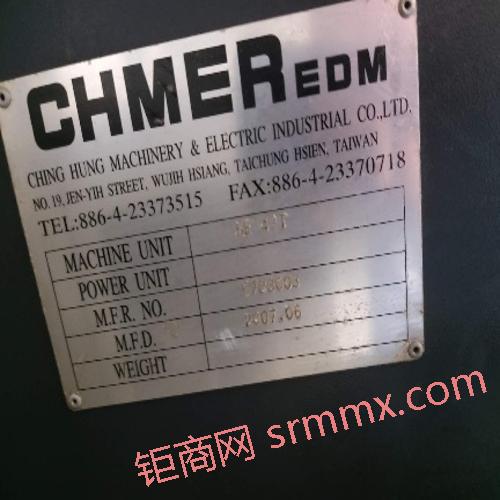 CHMER EDM
CHING HUNG MACHINERY & ELECTRIC INDUSTRIAL CO.,LTD.
NO. 19, JEN-YIH STREET, WUJIH HSIANG, TAICHUNG HSIEN, TAIWAN
TEL:886-4-23373515 FAX:886-4-23370718
MACHINE UNIT
POWER UNIT
M.F.R. NO.
M.F.D. 2007.06
WEIGHT
钜商网 srmmx.com